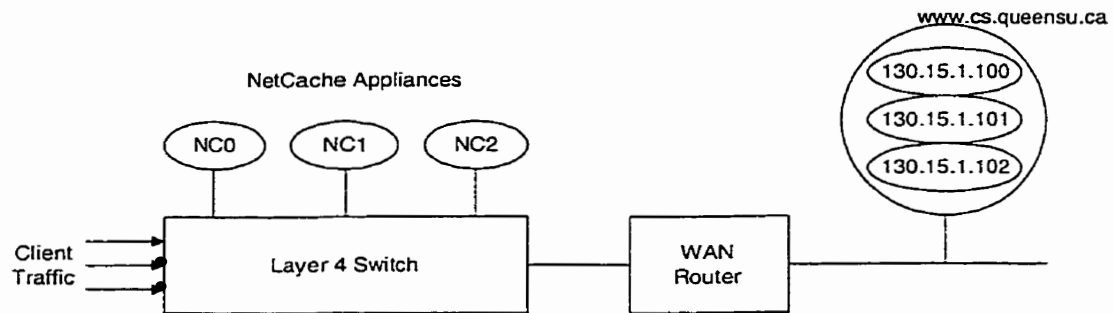 www.cs.queensu.ca
130.15.1.100
130.15.1.101
130.15.1.102
NetCache Appliances
NC0
NC1
NC2
Client
Traffic
Layer 4 Switch
WAN
Router